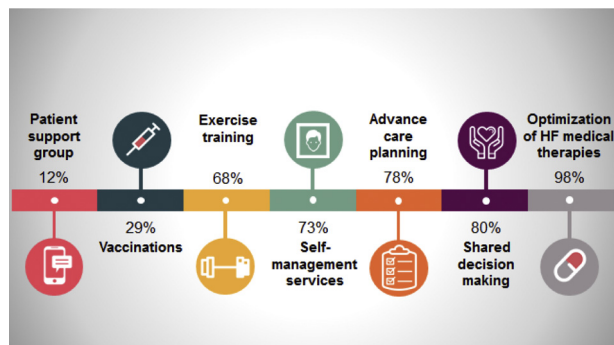 Patient
support
group
12%
29%
Vaccinations
Exercise
training
68%
73%
Self-
management
services
Advance
care
planning
78%
80%
Shared
decision
making
Optimization
of HF medical
therapies
98%